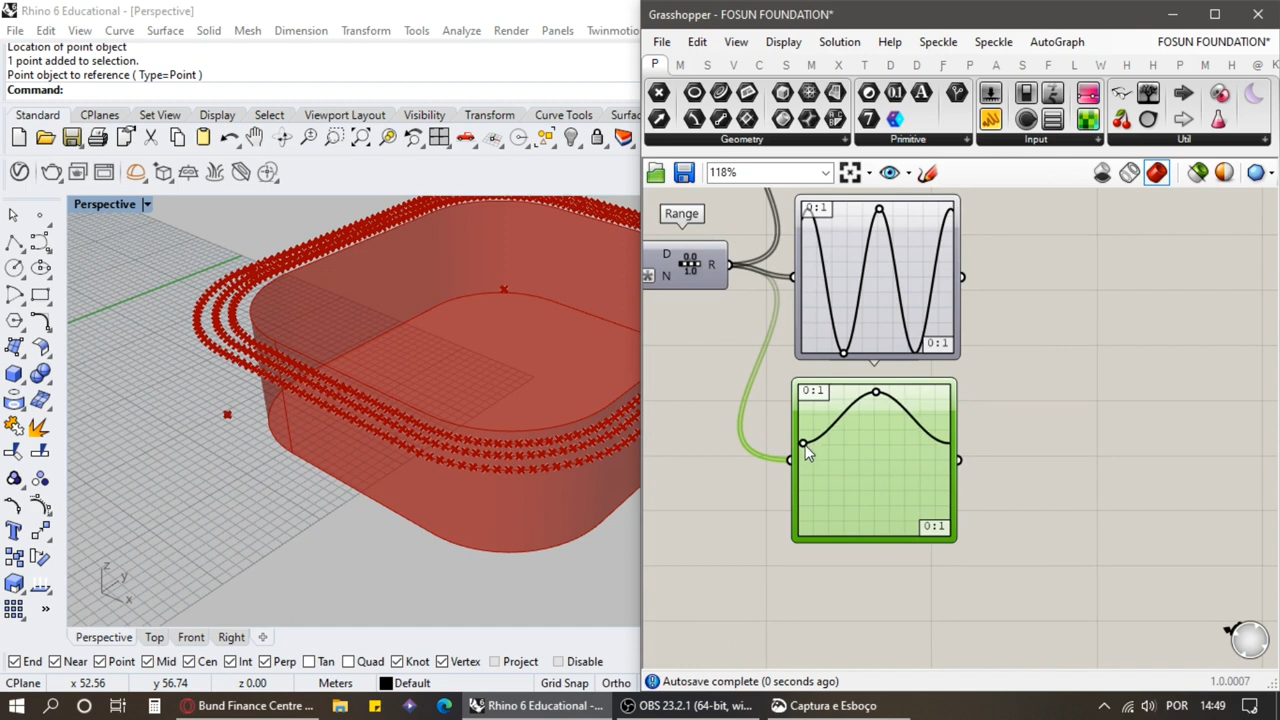 Rhino 6 Educational - [Perspective]
File Edit View Curve Surface Solid Mesh Dimension Transform Tools Analyze Render Panels Twinmotio
Location of point object
1 point added to selection.
Point object to reference ( Type=Point )
Command:
Standard CPlanes Set View Display Select Viewport Layout Visibility Transform Curve Tools Surfa
Perspective
z
y
x
Perspective Top Front Right
End Near Point Mid Cen Int Perp Tan Quad Knot Vertex Project Disable
CPlane x 52.56 y 56.74 z 0.00 Meters Default Grid Snap Ortho
Grasshopper - FOSUN FOUNDATION*
File Edit View Display Solution Help Speckle Speckle AutoGraph FOSUN FOUNDATION*
P M S V C S M X T D D F L W H H P M H @ K
Geometry Primitive Input Util
118%
Range
D
N
0.0
1.0
R
0:1
0:1
0:1
0:1
Autosave complete (0 seconds ago) 1.0.0007
Bund Finance Centre ... Rhino 6 Educational -... OBS 23.2.1 (64-bit, wi... Captura e Esboço POR 14:49